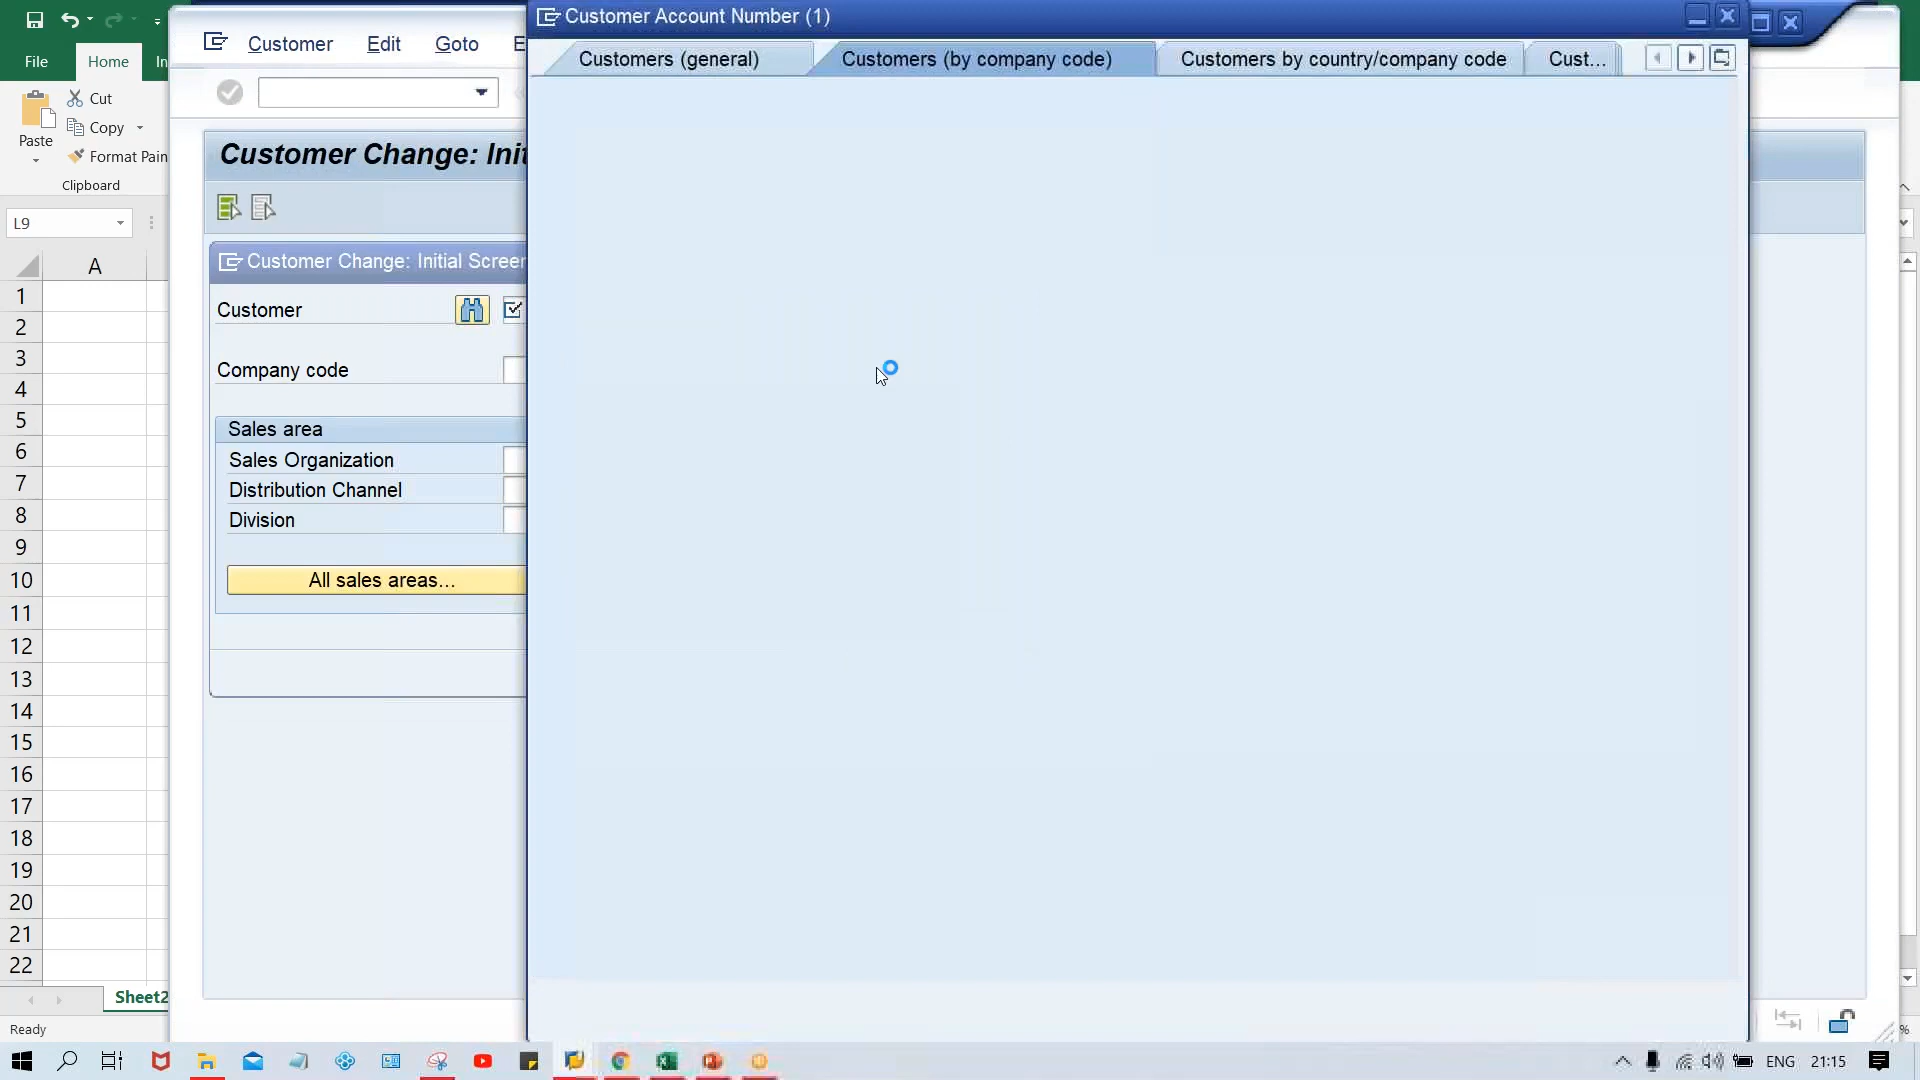 Customer Account Number (1)
File
Home
In
Customer
Edit
Goto
E
Customers (general)
Customers (by company code)
Customers by country/company code
Cust...
Cut
Copy
Paste
Format Pain
Clipboard
Customer Change: Init
L9
A
Customer Change: Initial Screen
Customer
Company code
Sales area
Sales Organization
Distribution Channel
Division
All sales areas...
1
2
3
4
5
6
7
8
9
10
11
12
13
14
15
16
17
18
19
20
21
22
Sheet2
Ready
%
ENG
21:15